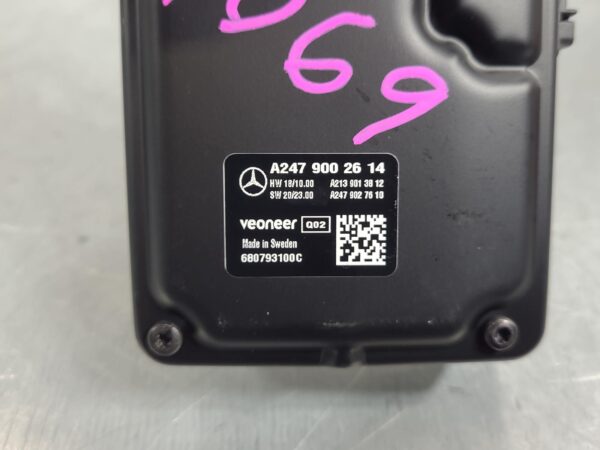 D69
A247 900 26 14
HW 18/10.00 A213 901 38 12
SW 20/23.00 A247 902 76 10
veoneer Q02
Made in Sweden
680793100C